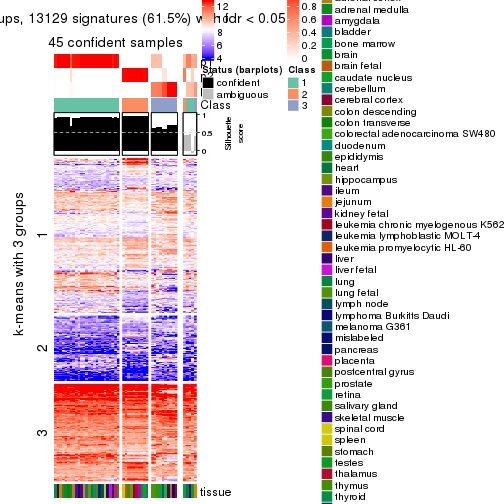 ups, 13129 signatures (61.5%) with fdr < 0.05
45 confident samples
12
10
6
4
0.8
0.6
0.4
0.2
0
Status (barplots)
confident
ambiguous
Class
1
2
3
Class
1
0.5
0
Silhouette
score
k-means with 3 groups
1
2
3
tissue
adrenal medulla
amygdala
bladder
bone marrow
brain
brain fetal
caudate nucleus
cerebellum
cerebral cortex
colon descending
colon transverse
colorectal adenocarcinoma SW480
duodenum
epididymis
heart
hippocampus
ileum
jejunum
kidney fetal
leukemia chronic myelogenous K562
leukemia lymphoblastic MOLT-4
leukemia promyelocytic HL-60
liver
liver fetal
lung
lung fetal
lymph node
lymphoma Burkitts Daudi
melanoma G361
mislabeled
pancreas
placenta
postcentral gyrus
prostate
retina
salivary gland
skeletal muscle
spinal cord
spleen
stomach
testes
thalamus
thymus
thyroid